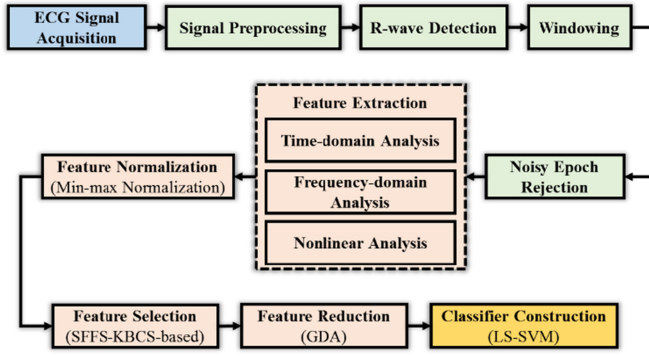 ECG Signal
Acquisition
Signal Preprocessing
R-wave Detection
Windowing
Noisy Epoch
Rejection
Feature Extraction
Time-domain Analysis
Frequency-domain
Analysis
Nonlinear Analysis
Feature Normalization
(Min-max Normalization)
Feature Selection
(SFFS-KBCS-based)
Feature Reduction
(GDA)
Classifier Construction
(LS-SVM)